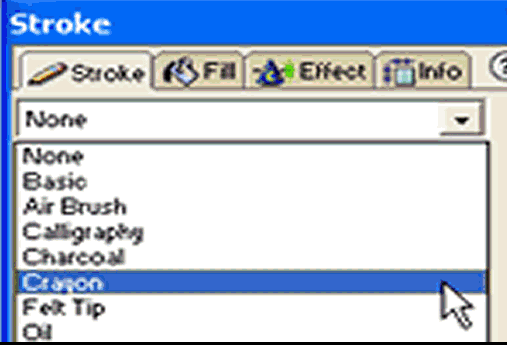 Stroke
Stroke Fill Effect Info ?
None
None
Basic
Air Brush
Calligraphy
Charcoal
Crayon
Felt Tip
Oil